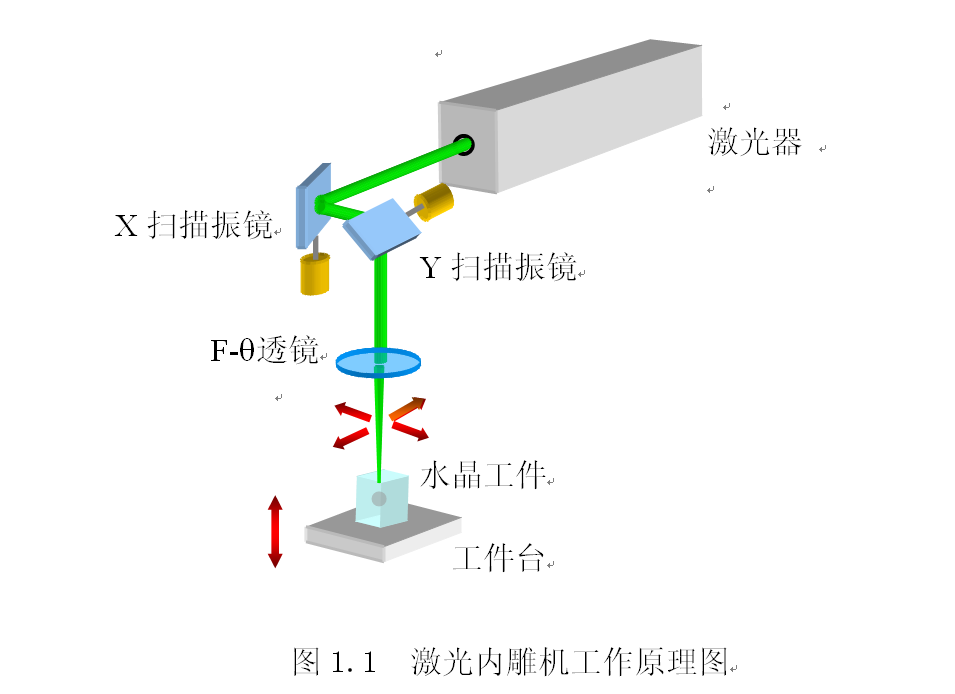 激光器
X 扫描振镜
Y 扫描振镜
F-θ透镜
水晶工件
工件台
图 1.1 激光内雕机工作原理图